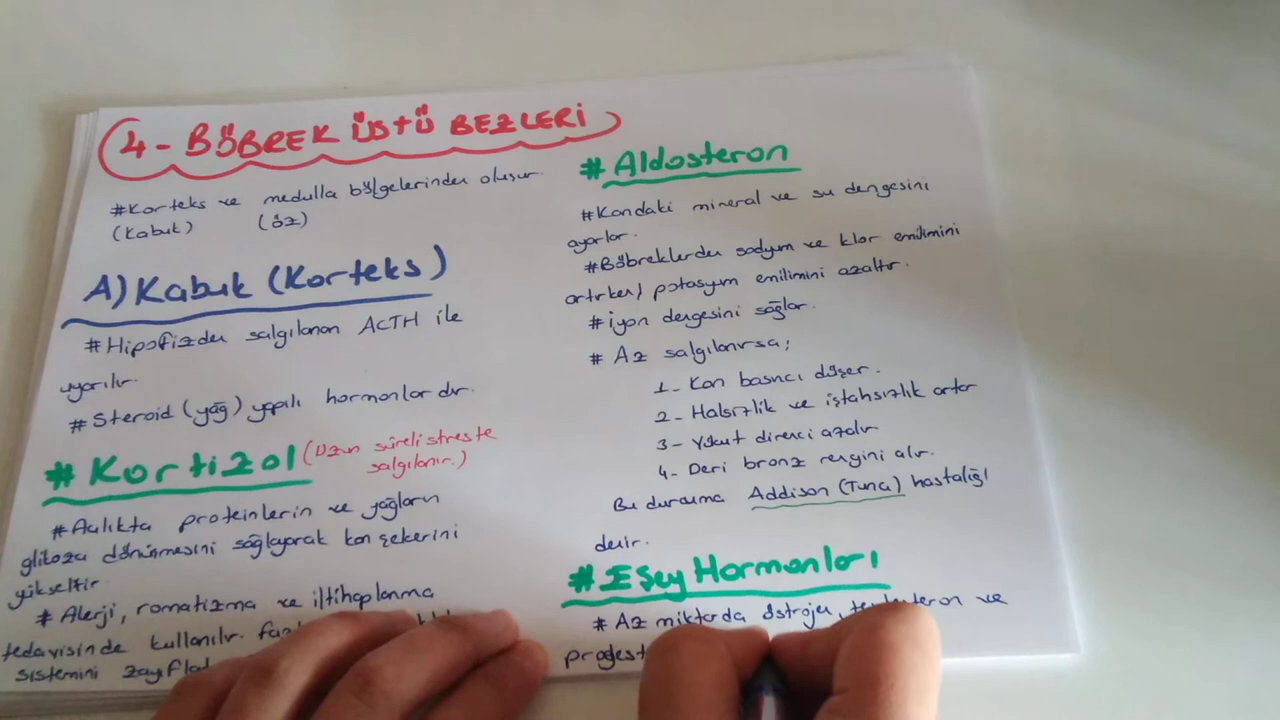 4- BÖBREK ÜSTÜ BEZLERİ
#Korteks ve medulla bölgelerinden oluşur.
(Kabuk) (öz)
A) Kabuk (Korteks)
#Hipofizden salgılanan ACTH ile
uyarılır.
#Steroid (yağ) yapılı hormonlardır.
#Kortizol (Uzun süreli streste
salgılanır.)
#Açlıkta proteinlerin ve yağların
glikoza dönüşmesini sağlayarak kan şekerini
yükseltir.
#Alerji, romatizma ve iltihaplanma
tedavisinde kullanılır.
sistemini
#Aldosteron
#Kandaki mineral ve su dengesini
ayarlar.
#Böbreklerden sodyum ve klor emilimini
artırken, potasyum emilimini azaltır.
#iyon dengesini sağlar.
#Az salgılanırsa;
1- Kan basıncı düşer.
2- Halsizlik ve iştahsızlık artar
3- Vücut direnci azalır
4- Deri bronz rengini alır.
Bu duruma Addison (Tunç) hastalığı
denir.
#Eşey Hormonları
#Az miktarda östrojen, ve